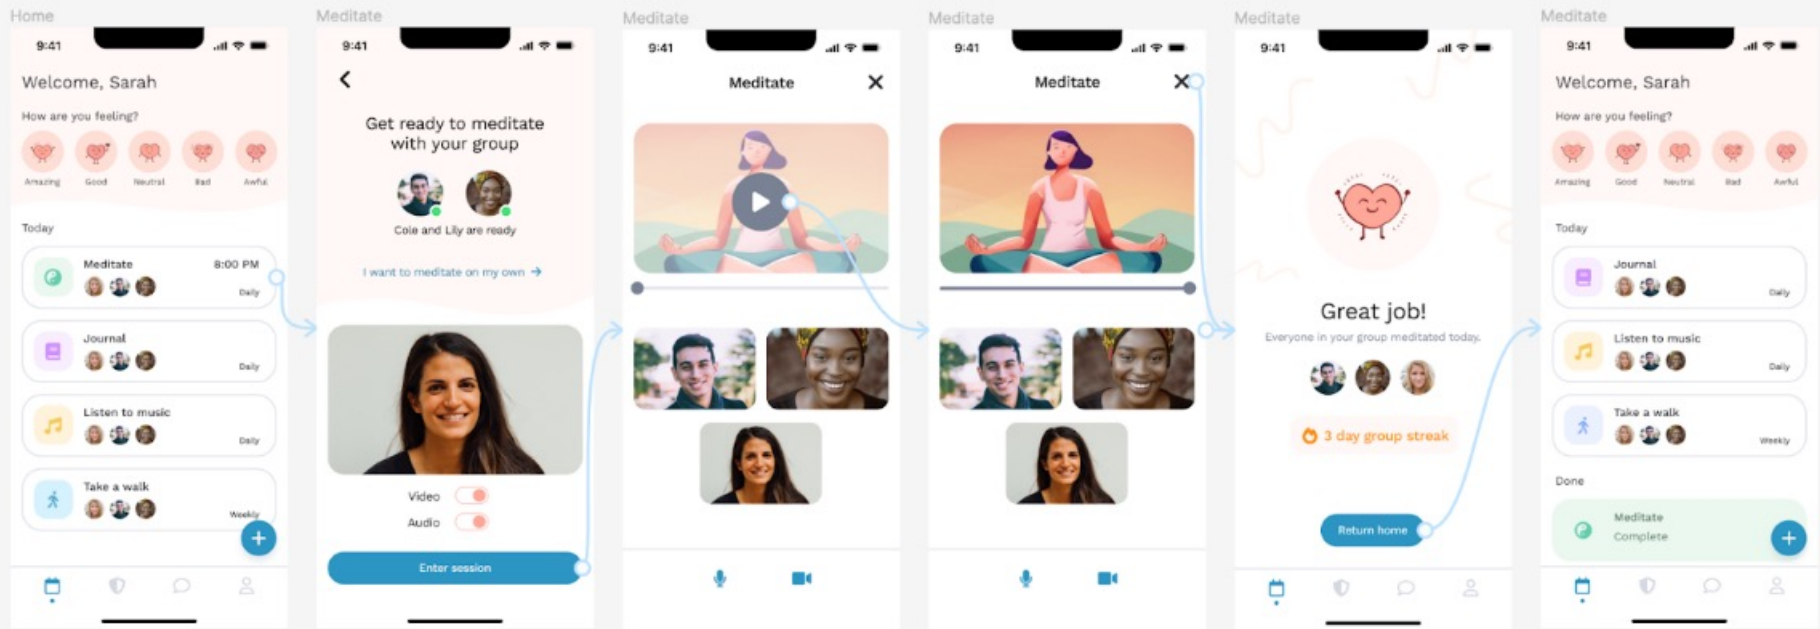 Home
9:41
Welcome, Sarah
How are you feeling?
Amazing
Good
Neutral
Bad
Awful
Today
Meditate
8:00 PM
Daily
Journal
Daily
Listen to music
Daily
Take a walk
Weekly
+
Meditate
9:41
Get ready to meditate
with your group
Cole and Lily are ready
I want to meditate on my own →
Video
Audio
Enter session
Meditate
9:41
Meditate
Meditate
9:41
Meditate
Meditate
9:41
Great job!
Everyone in your group meditated today.
3 day group streak
Return home
Meditate
9:41
Welcome, Sarah
How are you feeling?
Amazing
Good
Neutral
Bad
Awful
Today
Journal
Daily
Listen to music
Daily
Take a walk
Weekly
Done
Meditate
Complete
+